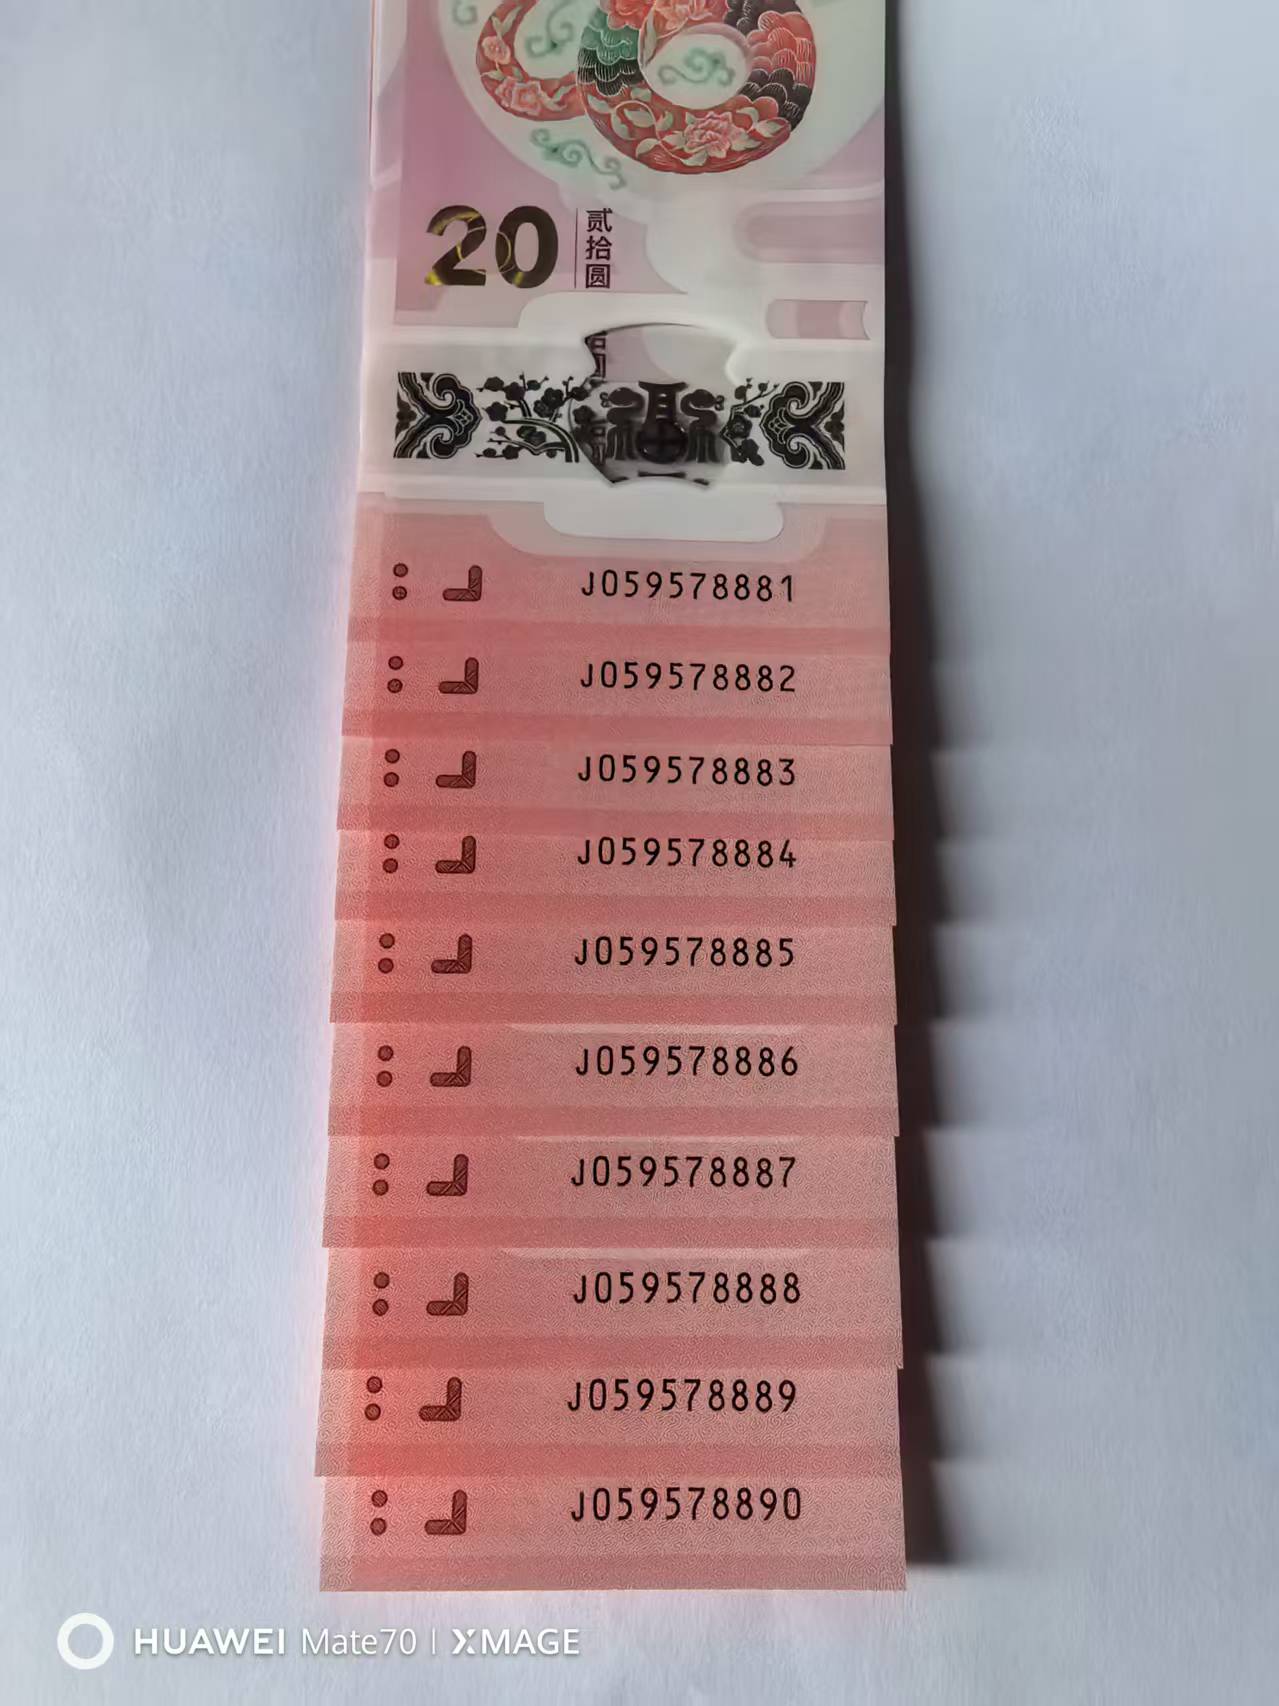 20
贰拾圆
J059578881
J059578882
J059578883
J059578884
J059578885
J059578886
J059578887
J059578888
J059578889
J059578890
HUAWEI Mate70 | XMAGE